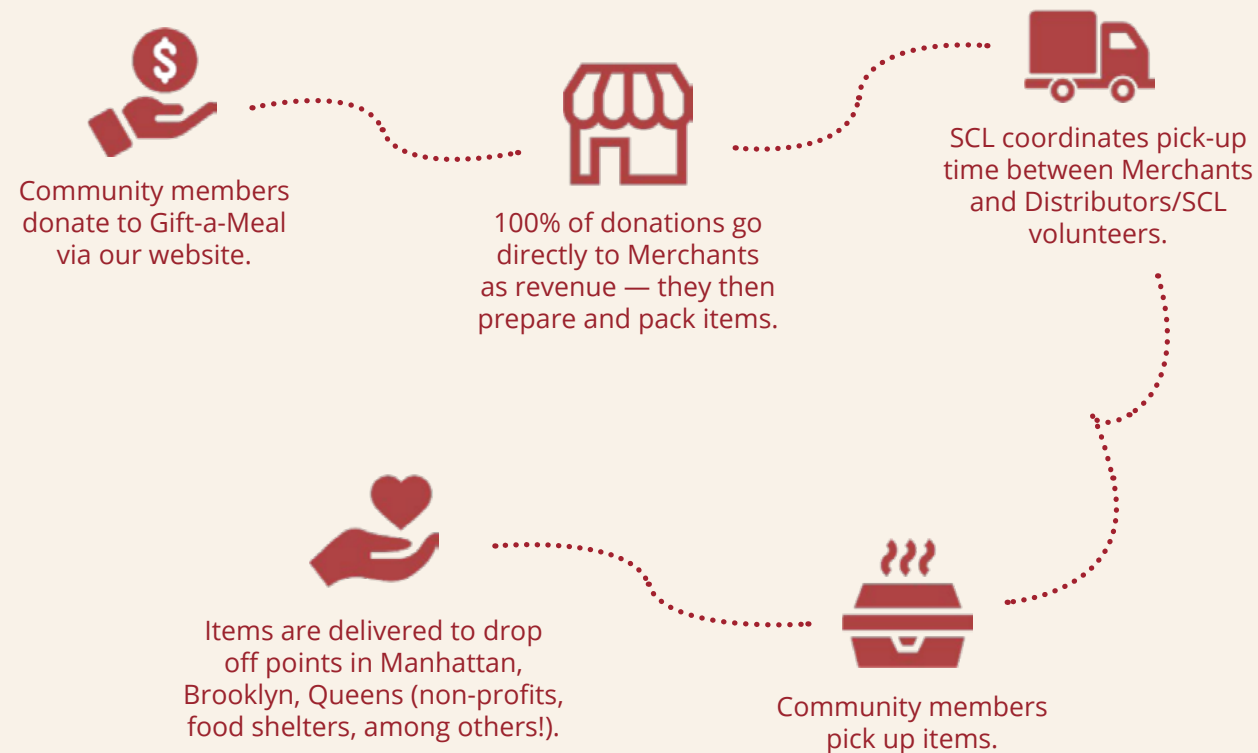 $
Community members
donate to Gift-a-Meal
via our website.
100% of donations go
directly to Merchants
as revenue — they then
prepare and pack items.
SCL coordinates pick-up
time between Merchants
and Distributors/SCL
volunteers.
Community members
pick up items.
Items are delivered to drop
off points in Manhattan,
Brooklyn, Queens (non-profits,
food shelters, among others!).